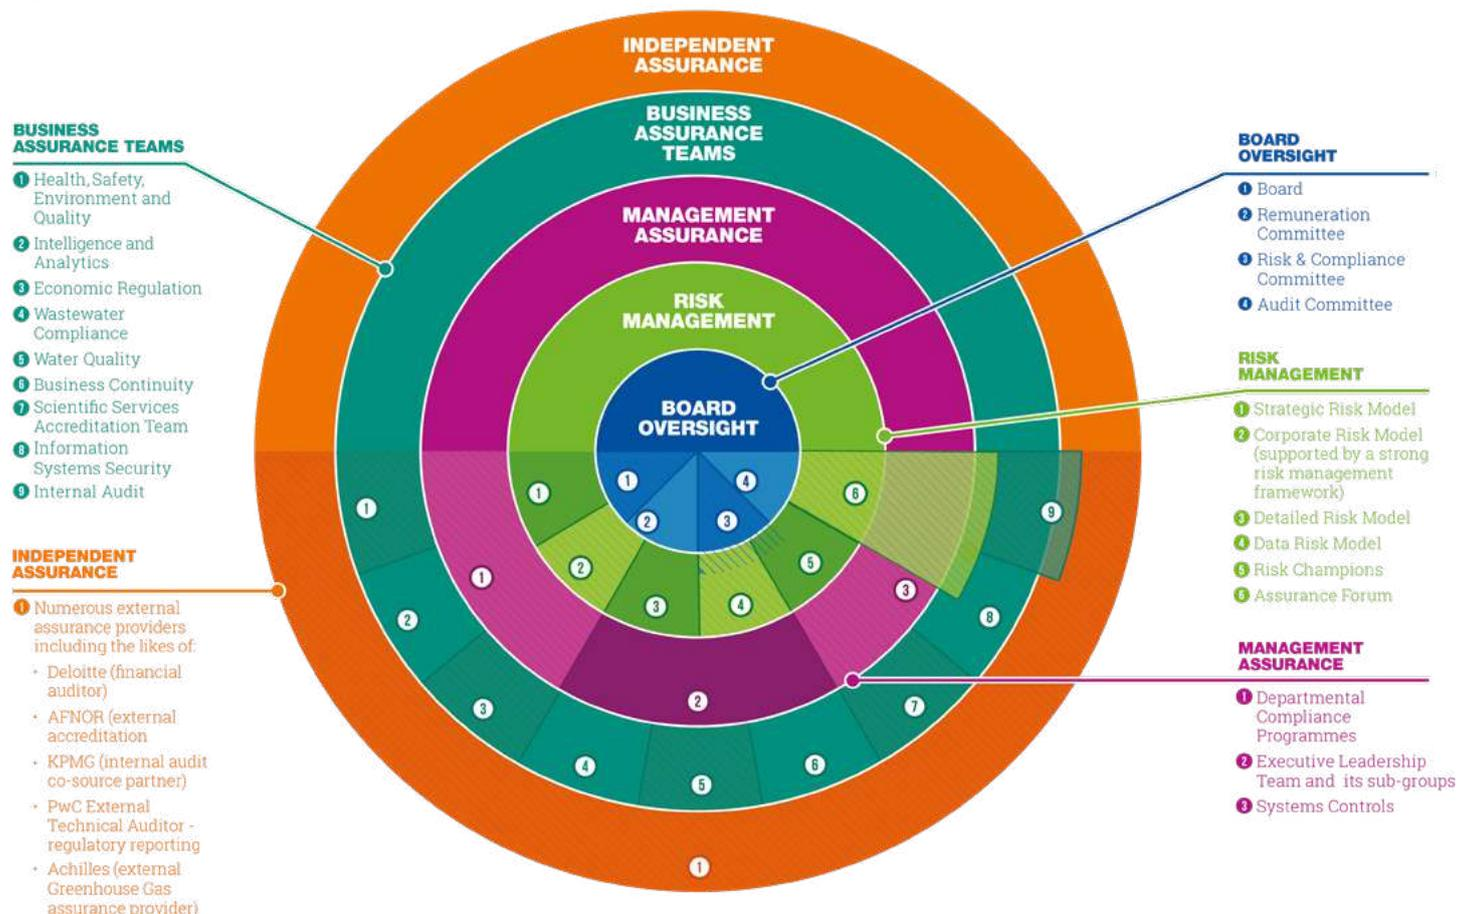 INDEPENDENT
ASSURANCE
BUSINESS
ASSURANCE
TEAMS
MANAGEMENT
ASSURANCE
RISK
MANAGEMENT
BOARD
OVERSIGHT
1
2
3
4
1
2
3
4
5
6
1
2
3
1
2
3
4
5
6
7
8
9
1
BUSINESS
ASSURANCE TEAMS
1 Health, Safety,
Environment and
Quality
2 Intelligence and
Analytics
3 Economic Regulation
4 Wastewater
Compliance
5 Water Quality
6 Business Continuity
7 Scientific Services
Accreditation Team
8 Information
Systems Security
9 Internal Audit
INDEPENDENT
ASSURANCE
1 Numerous external
assurance providers
including the likes of:
• Deloitte (financial
auditor)
• AFNOR (external
accreditation
• KPMG (internal audit
co-source partner)
• PwC External
Technical Auditor -
regulatory reporting
• Achilles (external
Greenhouse Gas
assurance provider)
BOARD
OVERSIGHT
1 Board
2 Remuneration
Committee
3 Risk & Compliance
Committee
4 Audit Committee
RISK
MANAGEMENT
1 Strategic Risk Model
2 Corporate Risk Model
(supported by a strong
risk management
framework)
3 Detailed Risk Model
4 Data Risk Model
5 Risk Champions
6 Assurance Forum
MANAGEMENT
ASSURANCE
1 Departmental
Compliance
Programmes
2 Executive Leadership
Team and its sub-groups
3 Systems Controls